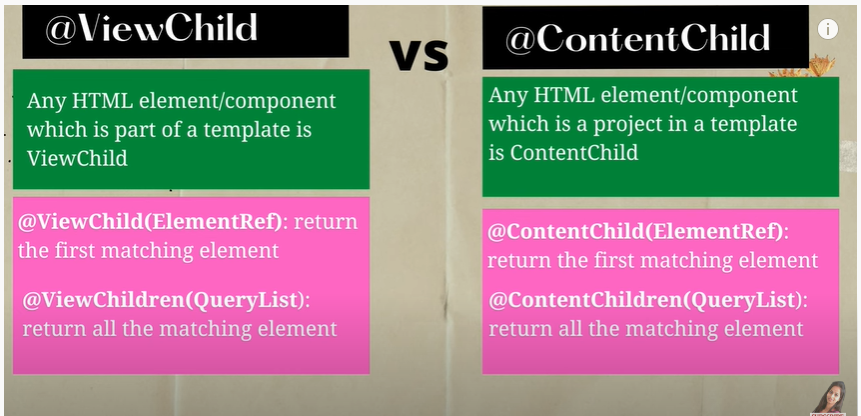 @ViewChild
VS
@ContentChild
i
Any HTML element/component
which is part of a template is
ViewChild
Any HTML element/component
which is a project in a template
is ContentChild
@ViewChild(ElementRef): return
the first matching element
@ViewChildren(QueryList):
return all the matching element
@ContentChild(ElementRef):
return the first matching element
@ContentChildren(QueryList):
return all the matching element